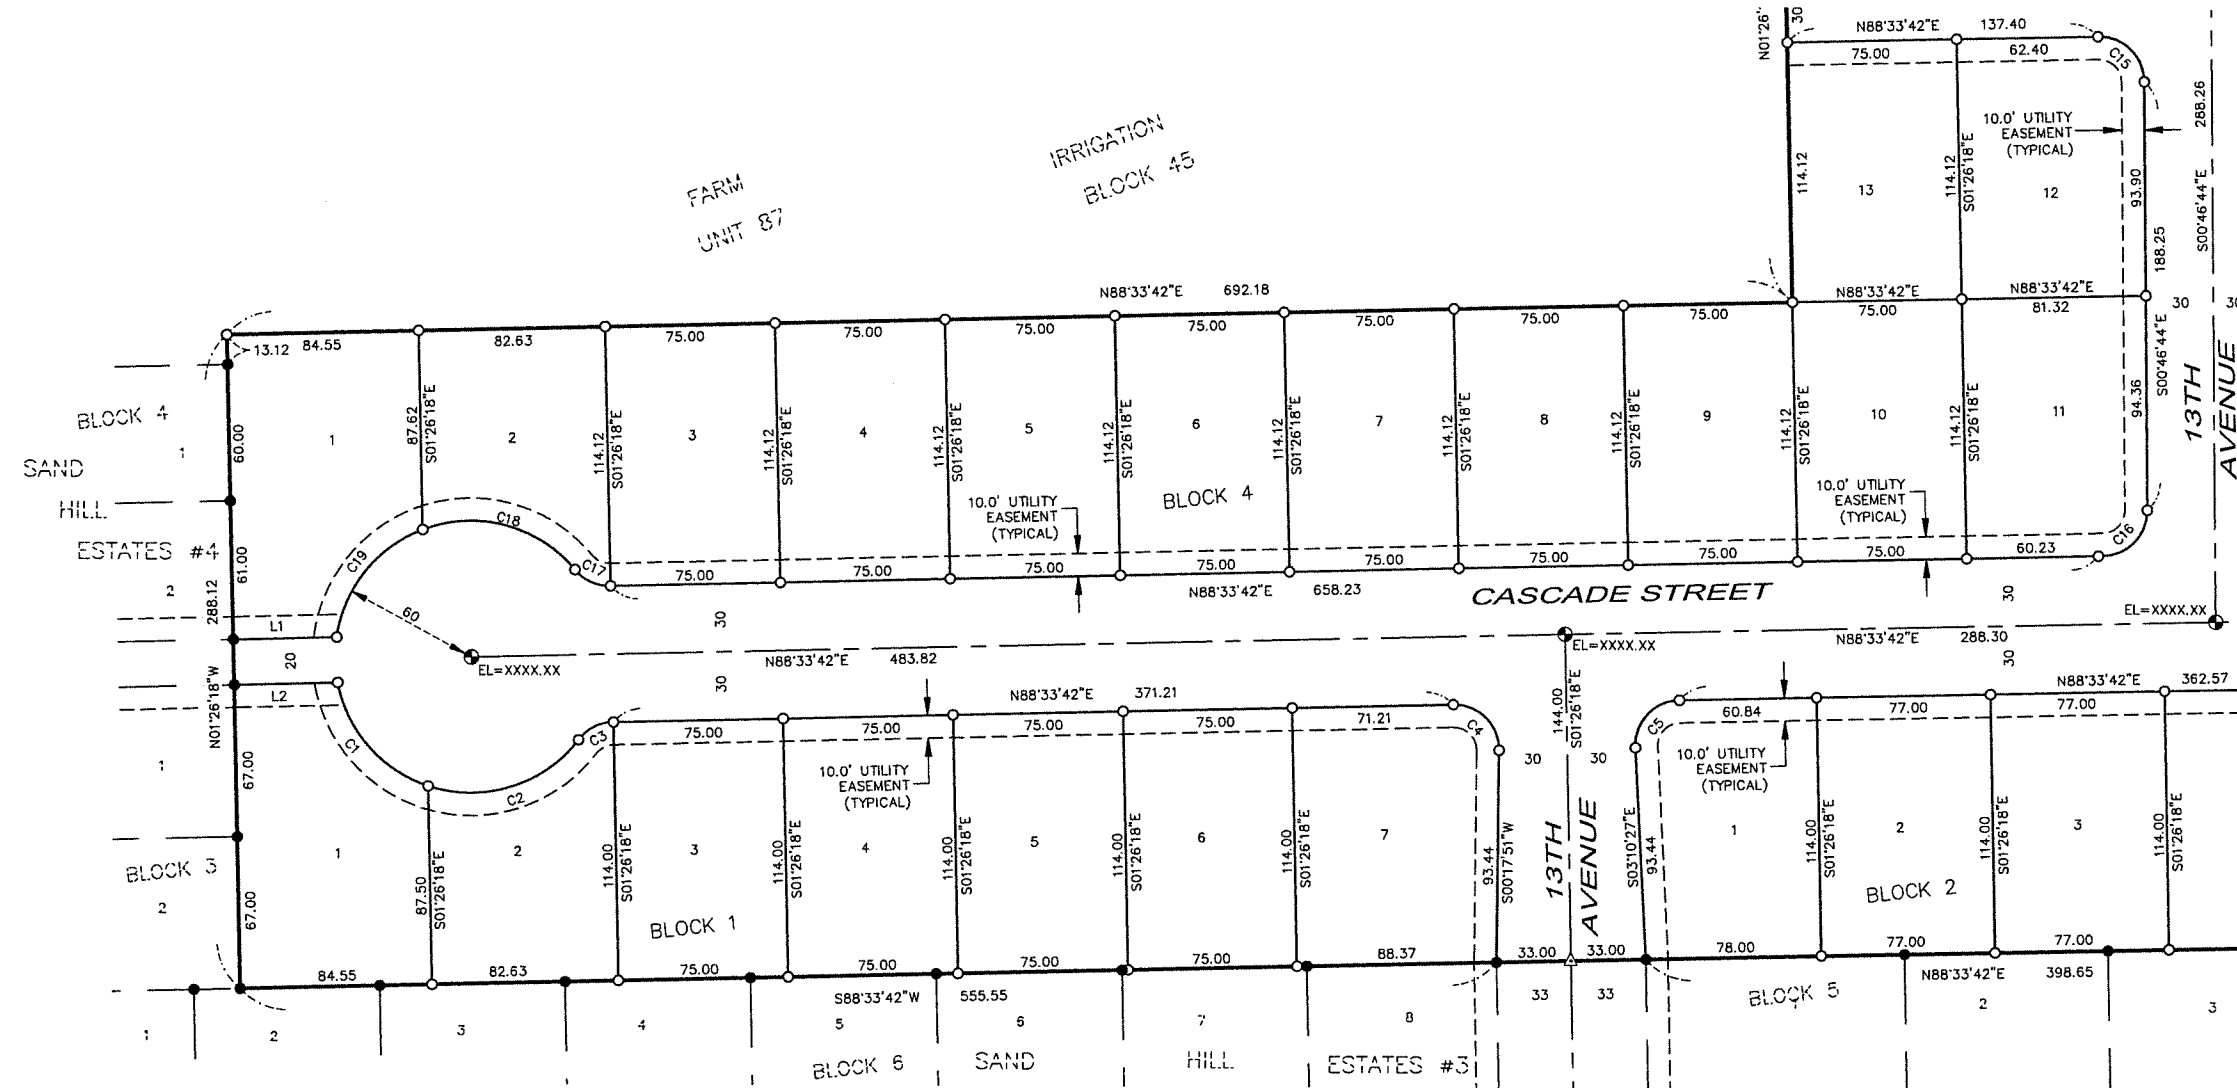 N01°26'
30
N88°33'42"E 137.40
75.00
62.40
C15
288.26
S00°46'44"E
10.0' UTILITY
EASEMENT
(TYPICAL)
114.12
114.12
S01°26'18"E
93.90
13
12
188.25
FARM
UNIT 87
IRRIGATION
BLOCK 45
N88°33'42"E 692.18
N88°33'42"E
75.00
N88°33'42"E
81.32
30
13.12
84.55
82.63
75.00
75.00
75.00
75.00
75.00
75.00
75.00
S00°46'44"E
94.36
13TH
AVENUE
BLOCK 4
1
SAND
HILL
ESTATES #4
2
60.00
61.00
288.12
1
87.62
S01°26'18"E
2
114.12
S01°26'18"E
3
114.12
S01°26'18"E
4
114.12
S01°26'18"E
5
114.12
S01°26'18"E
6
114.12
S01°26'18"E
7
114.12
S01°26'18"E
8
114.12
S01°26'18"E
9
114.12
S01°26'18"E
10
114.12
S01°26'18"E
11
BLOCK 4
10.0' UTILITY
EASEMENT
(TYPICAL)
10.0' UTILITY
EASEMENT
(TYPICAL)
C19
C18
C17
C16
75.00
75.00
75.00
75.00
75.00
75.00
75.00
75.00
60.23
N88°33'42"E 658.23
CASCADE STREET
60
L1
20
L2
30
30
EL=XXXX.XX
N88°33'42"E 483.82
EL=XXXX.XX
N88°33'42"E 288.30
EL=XXXX.XX
30
30
N01°26'18"W
67.00
67.00
1
BLOCK 3
2
C1
C2
C3
N88°33'42"E 371.21
75.00
75.00
75.00
75.00
71.21
C4
144.00
S01°26'18"E
C5
60.84
77.00
N88°33'42"E 362.57
77.00
10.0' UTILITY
EASEMENT
(TYPICAL)
10.0' UTILITY
EASEMENT
(TYPICAL)
30
30
1
87.50
S01°26'18"E
2
114.00
S01°26'18"E
3
114.00
S01°26'18"E
4
114.00
S01°26'18"E
5
114.00
S01°26'18"E
6
114.00
S01°26'18"E
7
93.44
S00°17'51"W
13TH
AVENUE
S03°10'27"E
93.44
1
114.00
S01°26'18"E
2
114.00
S01°26'18"E
3
114.00
S01°26'18"E
BLOCK 1
BLOCK 2
84.55
82.63
75.00
75.00
75.00
75.00
88.37
33.00
33.00
78.00
77.00
77.00
S88°33'42"W 555.55
N88°33'42"E 398.65
33
33
1
2
3
4
5
6
7
8
BLOCK 5
1
2
3
BLOCK 6
SAND
HILL
ESTATES #3